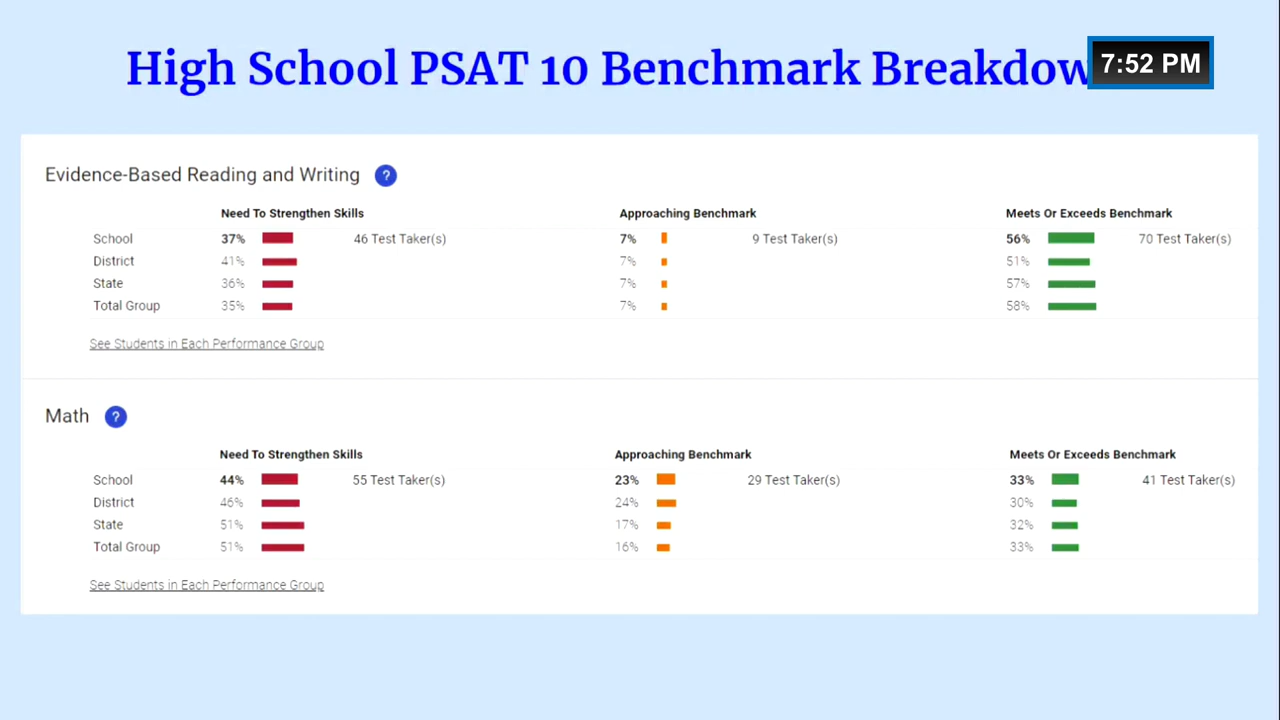 High School PSAT 10 Benchmark Breakdow
7:52 PM
Evidence-Based Reading and Writing ?
Need To Strengthen Skills Approaching Benchmark Meets Or Exceeds Benchmark
School 37% 46 Test Taker(s) 7% 9 Test Taker(s) 56% 70 Test Taker(s)
District 41% 7% 51%
State 36% 7% 57%
Total Group 35% 7% 58%
See Students in Each Performance Group
Math ?
Need To Strengthen Skills Approaching Benchmark Meets Or Exceeds Benchmark
School 44% 55 Test Taker(s) 23% 29 Test Taker(s) 33% 41 Test Taker(s)
District 46% 24% 30%
State 51% 17% 32%
Total Group 51% 16% 33%
See Students in Each Performance Group